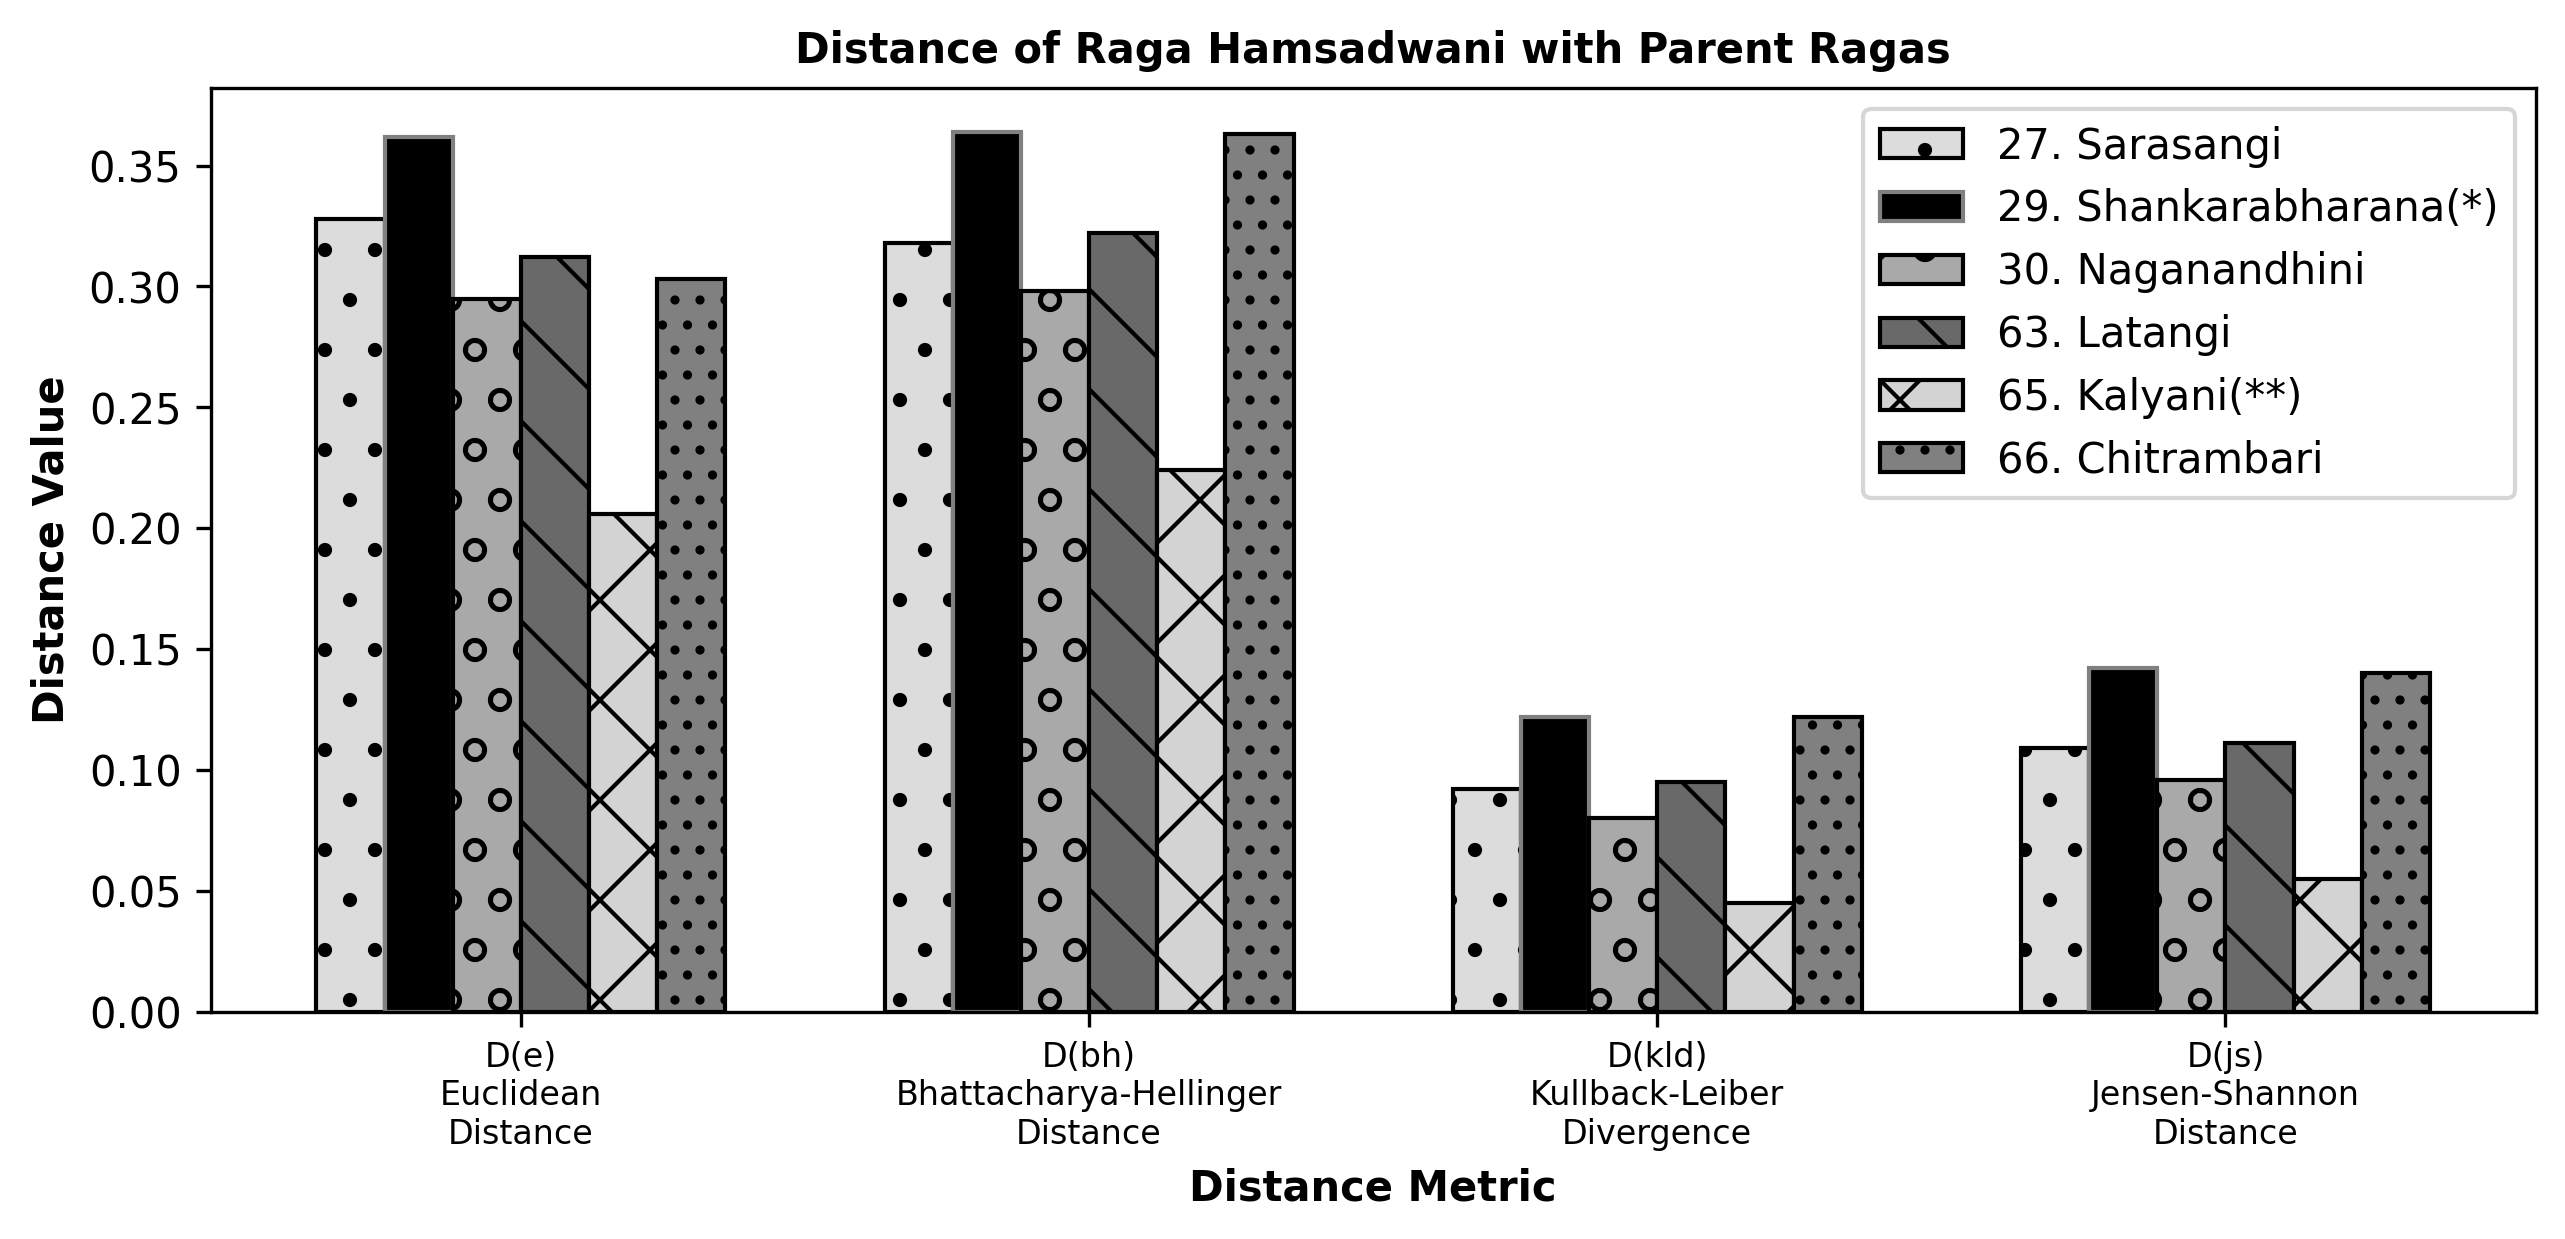 Distance of Raga Hamsadwani with Parent Ragas
27. Sarasangi
29. Shankarabharana(*)
30. Naganandhini
63. Latangi
65. Kalyani(**)
66. Chitrambari
Distance Value
0.35
0.30
0.25
0.20
0.15
0.10
0.05
0.00
D(e)
Euclidean
Distance
D(bh)
Bhattacharya-Hellinger
Distance
D(kld)
Kullback-Leiber
Divergence
D(js)
Jensen-Shannon
Distance
Distance Metric